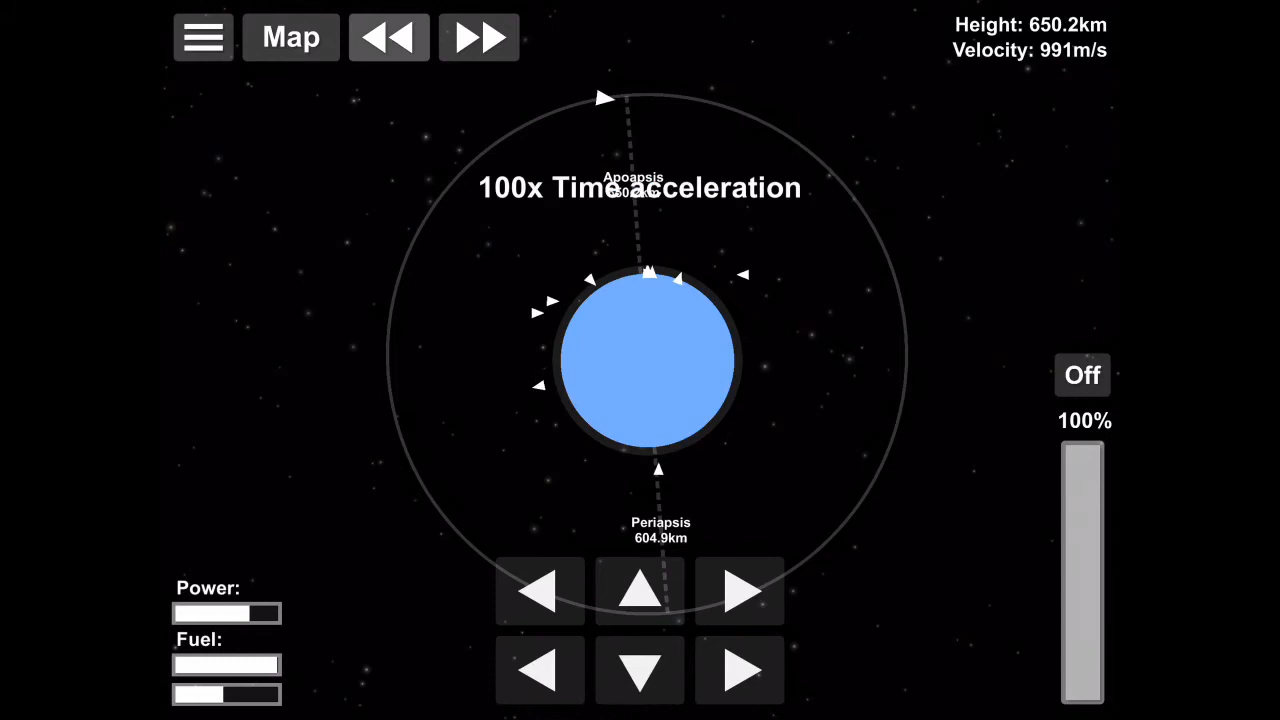 Map
Height: 650.2km
Velocity: 991m/s
Apoapsis
100x Time acceleration
Off
100%
Periapsis
604.9km
Power:
Fuel: